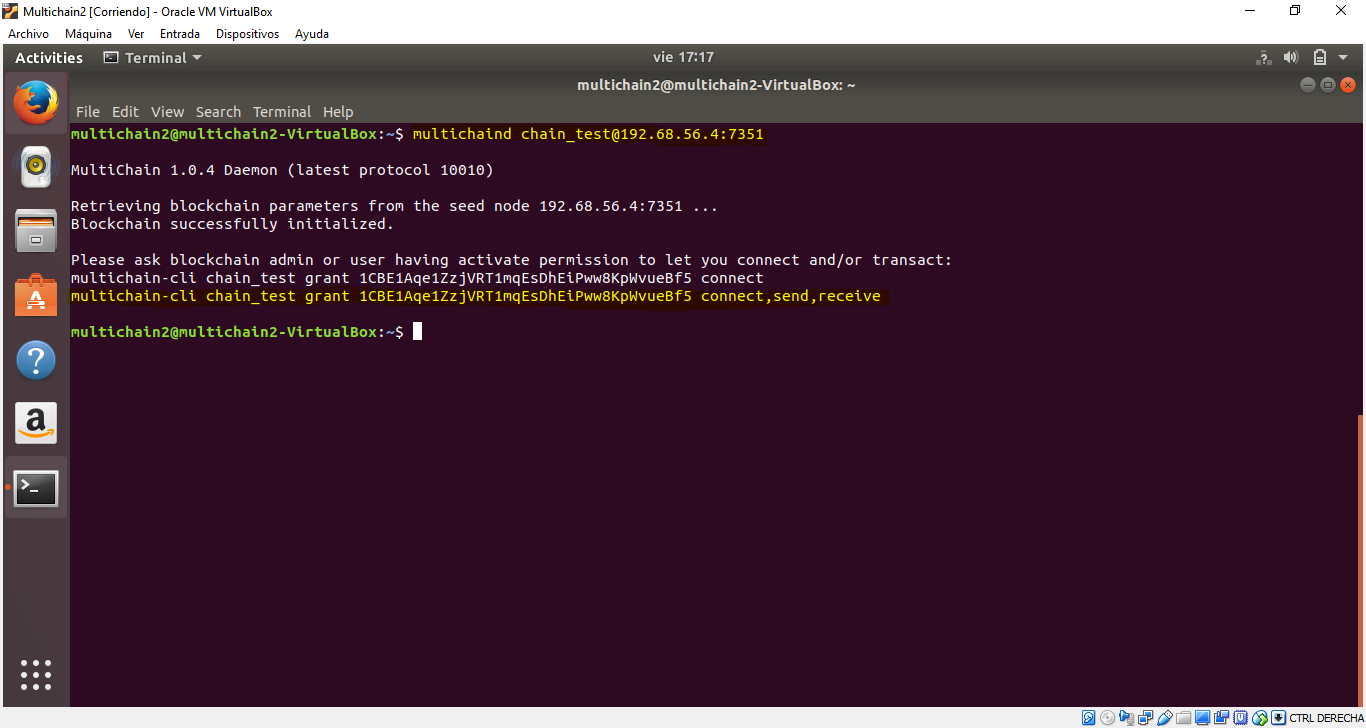 Multichain2 [Corriendo] - Oracle VM VirtualBox
Archivo Máquina Ver Entrada Dispositivos Ayuda
Activities Terminal vie 17:17
multichain2@multichain2-VirtualBox: ~
File Edit View Search Terminal Help
multichain2@multichain2-VirtualBox:~$ multichaind chain_test@192.68.56.4:7351
MultiChain 1.0.4 Daemon (latest protocol 10010)
Retrieving blockchain parameters from the seed node 192.68.56.4:7351 ...
Blockchain successfully initialized.
Please ask blockchain admin or user having activate permission to let you connect and/or transact:
multichain-cli chain_test grant 1CBE1Aqe1ZzjVRT1mqEsDhEiPww8KpWvueBf5 connect
multichain-cli chain_test grant 1CBE1Aqe1ZzjVRT1mqEsDhEiPww8KpWvueBf5 connect,send,receive
multichain2@multichain2-VirtualBox:~$
CTRL DERECHA